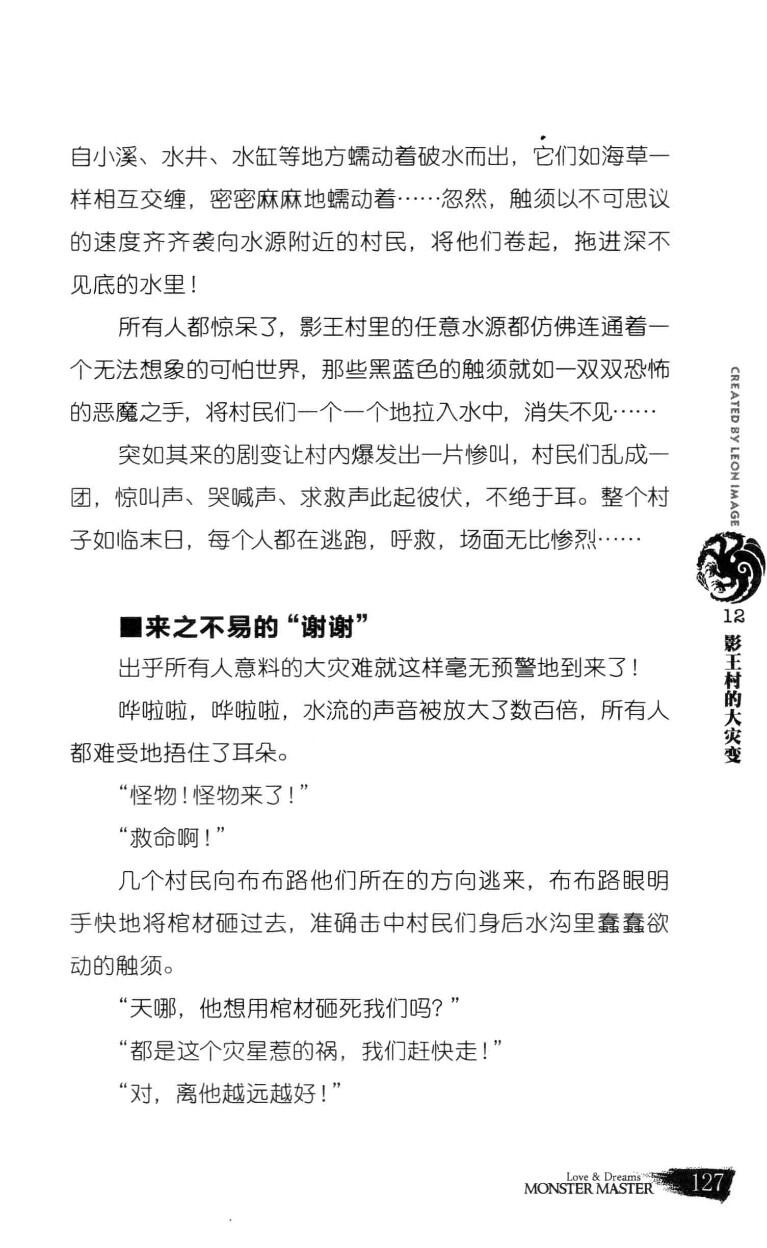 自小溪、水井、水缸等地方蠕动着破水而出，它们如海草一
样相互交缠，密密麻麻地蠕动着……忽然，触须以不可思议
的速度齐齐袭向水源附近的村民，将他们卷起，拖进深不
见底的水里！
所有人都惊呆了，影王村里的任意水源都仿佛连通着一
个无法想象的可怕世界，那些黑蓝色的触须就如一双双恐怖
的恶魔之手，将村民们一个一个地拉入水中，消失不见……
突如其来的剧变让村内爆发出一片惨叫，村民们乱成一
团，惊叫声、哭喊声、求救声此起彼伏，不绝于耳。整个村
子如临末日，每个人都在逃跑，呼救，场面无比惨烈……
■来之不易的“谢谢”
出乎所有人意料的大灾难就这样毫无预警地到来了！
哗啦啦，哗啦啦，水流的声音被放大了数百倍，所有人
都难受地捂住了耳朵。
“怪物！怪物来了！”
“救命啊！”
几个村民向布布路他们所在的方向逃来，布布路眼明
手快地将棺材砸过去，准确击中村民们身后水沟里蠢蠢欲
动的触须。
“天哪，他想用棺材砸死我们吗？”
“都是这个灾星惹的祸，我们赶快走！”
“对，离他越远越好！”
CREATED BY LEON IMAGE
12
影王村的大灾变
Love & Dreams
MONSTER MASTER
127